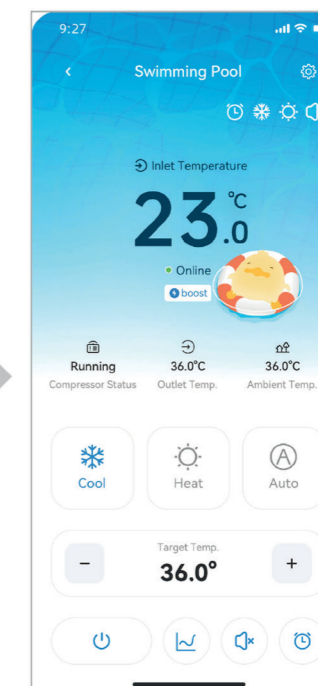 9:27
Swimming Pool
Inlet Temperature
23.0 °C
Online
boost
Running 36.0°C 36.0°C
Compressor Status Outlet Temp. Ambient Temp.
Cool Heat A Auto
Target Temp.
- 36.0° +